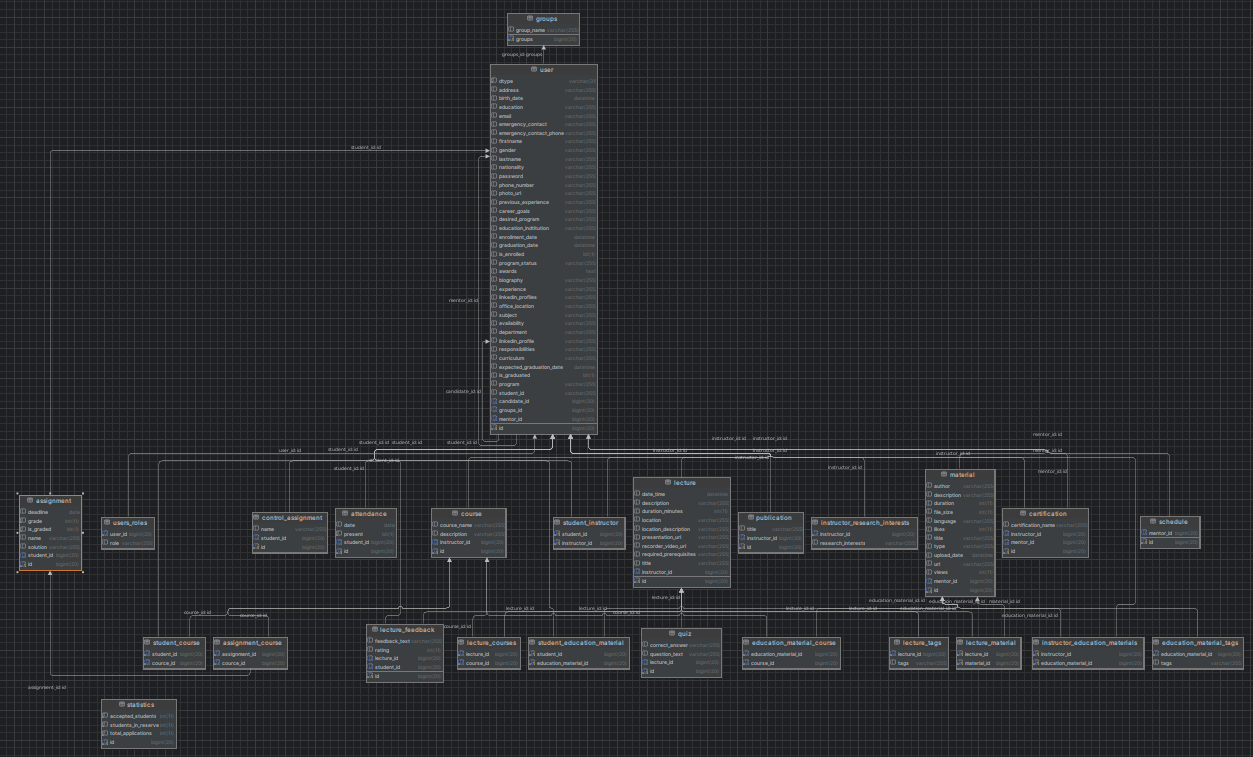 groups
group_name varchar(255)
groups bigint(20)
groups_id:groups
user
dtype varchar(31)
address varchar(255)
birth_date datetime
education varchar(255)
email varchar(255)
emergency_contact varchar(255)
emergency_contact_phone varchar(255)
firstname varchar(255)
gender varchar(255)
lastname varchar(255)
nationality varchar(255)
password varchar(255)
phone_number varchar(255)
photo_url varchar(255)
previous_experience varchar(255)
career_goals varchar(255)
desired_program varchar(255)
education_institution varchar(255)
enrollment_date datetime
graduation_date datetime
is_enrolled bit(1)
program_status varchar(255)
awards text
biography varchar(255)
experience varchar(255)
linkedin_profiles varchar(255)
office_location varchar(255)
subject varchar(255)
availability varchar(255)
department varchar(255)
linkedin_profile varchar(255)
responsibilities varchar(255)
curriculum varchar(255)
expected_graduation_date datetime
is_graduated bit(1)
program varchar(255)
student_id varchar(255)
candidate_id bigint(20)
groups_id bigint(20)
mentor_id bigint(20)
id bigint(20)
student_id:id
mentor_id:id
candidate_id:id
student_id:id student_id:id
student_id:id
user_id:id
student_id:id
student_id:id
instructor_id:id
instructor_id:id
instructor_id:id
instructor_id:id
mentor_id:id
mentor_id:id
assignment
deadline date
grade int(11)
is_graded bit(1)
name varchar(255)
solution varchar(255)
student_id bigint(20)
id bigint(20)
users_roles
user_id bigint(20)
role varchar(255)
control_assignment
name varchar(255)
student_id bigint(20)
id bigint(20)
attendance
date date
present bit(1)
student_id bigint(20)
id bigint(20)
course
course_name varchar(255)
description varchar(255)
instructor_id bigint(20)
id bigint(20)
student_instructor
student_id bigint(20)
instructor_id bigint(20)
lecture
date_time datetime
description varchar(255)
duration_minutes int(11)
location varchar(255)
location_description varchar(255)
presentation_url varchar(255)
recorder_video_url varchar(255)
required_prerequisites varchar(255)
title varchar(255)
instructor_id bigint(20)
id bigint(20)
publication
title varchar(255)
instructor_id bigint(20)
id bigint(20)
instructor_research_interests
instructor_id bigint(20)
research_interests varchar(255)
material
author varchar(255)
description varchar(255)
duration int(11)
file_size int(11)
language varchar(255)
likes int(11)
title varchar(255)
type varchar(255)
upload_date datetime
url varchar(255)
views int(11)
mentor_id bigint(20)
id bigint(20)
certification
certification_name varchar(255)
instructor_id bigint(20)
mentor_id bigint(20)
id bigint(20)
schedule
mentor_id bigint(20)
id bigint(20)
course_id:id
lecture_id:id
lecture_id:id
lecture_id:id
lecture_id:id
education_material_id:id
material_id:id
education_material_id:id
student_course
student_id bigint(20)
cource_id bigint(20)
assignment_course
assignment_id bigint(20)
cource_id bigint(20)
lecture_feedback
feedback_text varchar(255)
rating int(11)
lecture_id bigint(20)
student_id bigint(20)
id bigint(20)
course_id:id
lecture_courses
lecture_id bigint(20)
course_id bigint(20)
student_education_material
student_id bigint(20)
education_material_id bigint(20)
quiz
correct_answer varchar(255)
question_text varchar(255)
lecture_id bigint(20)
id bigint(20)
education_material_course
education_material_id bigint(20)
course_id bigint(20)
lecture_tags
lecture_id bigint(20)
tags varchar(255)
lecture_material
lecture_id bigint(20)
material_id bigint(20)
instructor_education_materials
instructor_id bigint(20)
education_material_id bigint(20)
education_material_tags
education_material_id bigint(20)
tags varchar(255)
assignment_id:id
statistics
accepted_students int(11)
students_in_reserve int(11)
total_applications int(11)
id bigint(20)